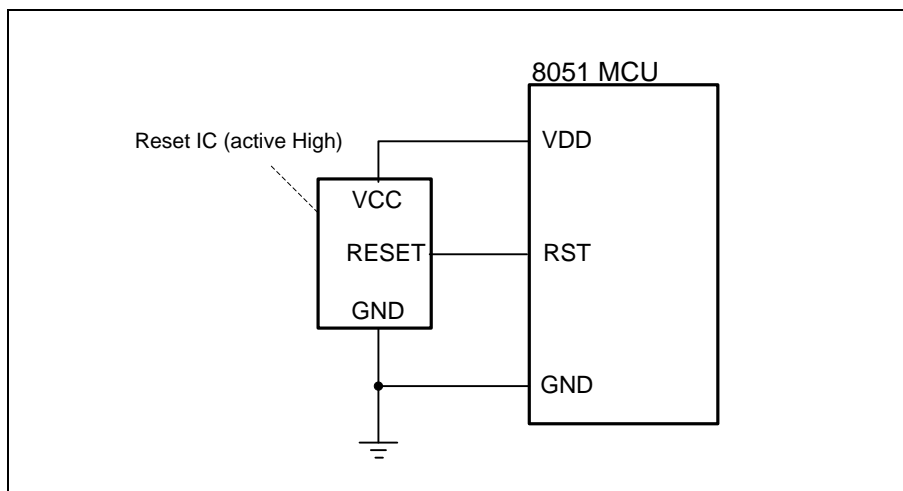 8051 MCU
Reset IC (active High)
VDD
VCC
RESET
RST
GND
GND